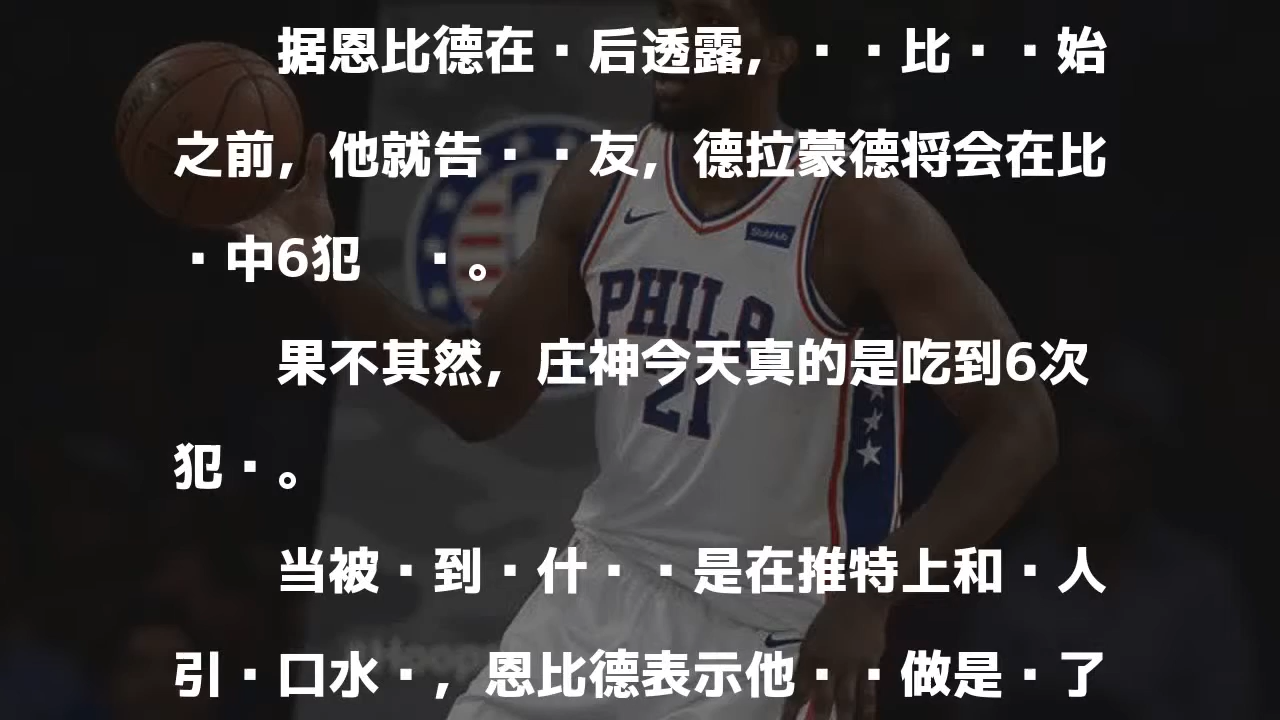 据恩比德在·后透露，··比··始
之前，他就告··友，德拉蒙德将会在比
·中6犯 ·。
果不其然，庄神今天真的是吃到6次
犯·。
当被·到·什··是在推特上和·人
引·口水·，恩比德表示他··做是·了
StubHub
PHILA
21